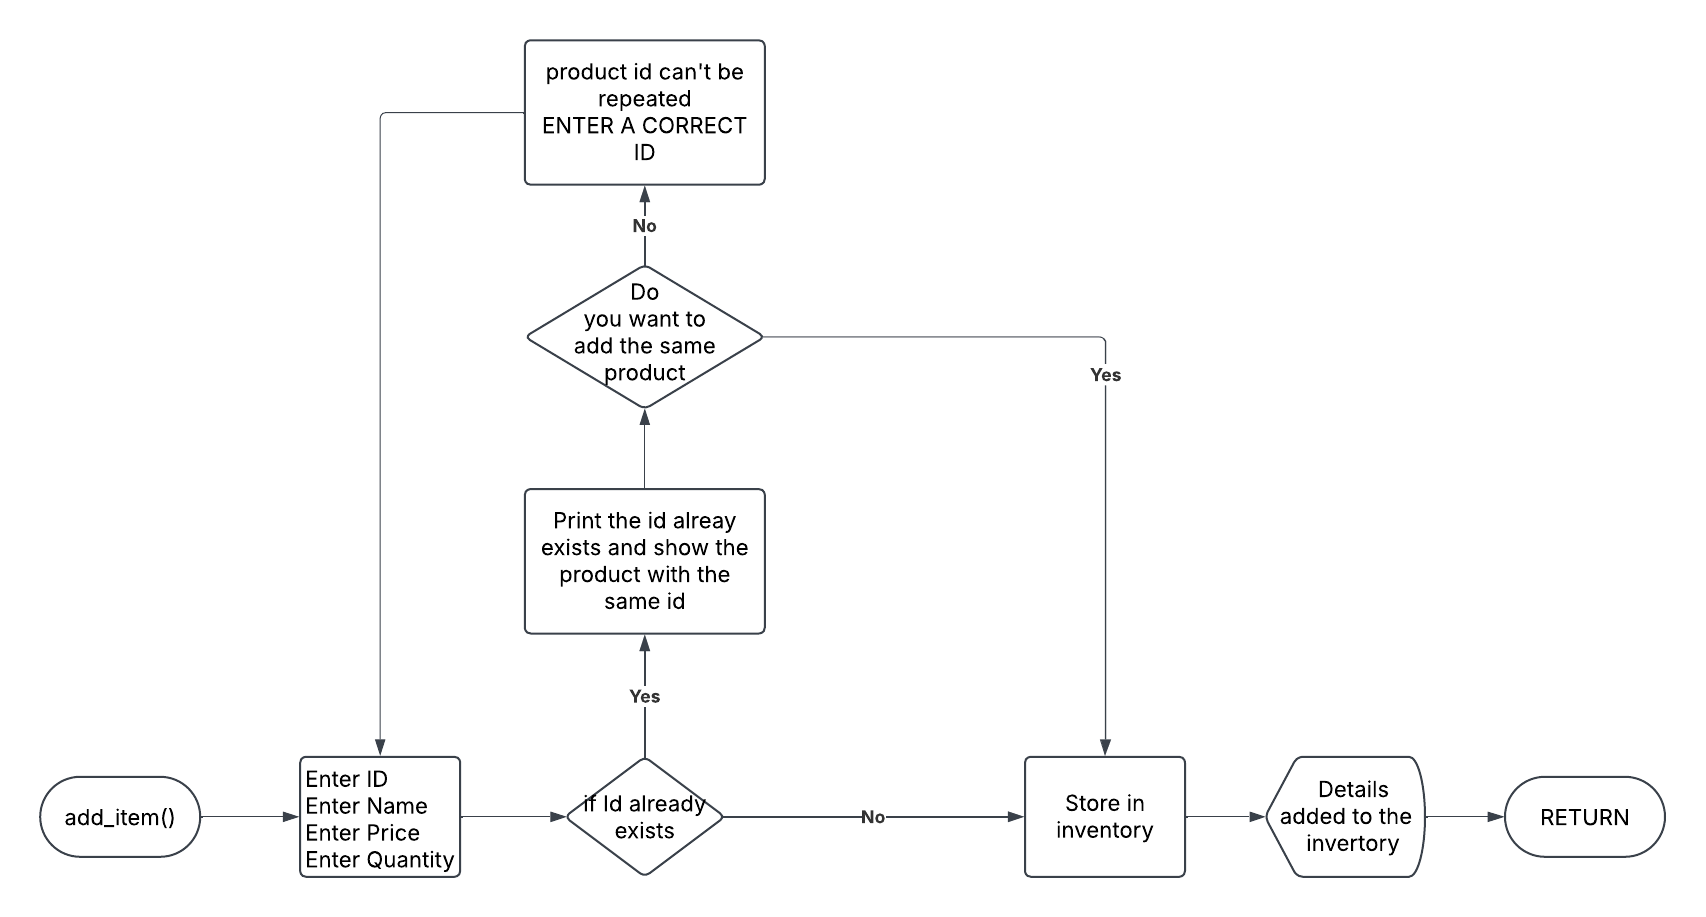 product id can't be
repeated
ENTER A CORRECT
ID
No
Do
you want to
add the same
product
Yes
Print the id alreay
exists and show the
product with the
same id
Yes
add_item()
Enter ID
Enter Name
Enter Price
Enter Quantity
if Id already
exists
No
Store in
inventory
Details
added to the
invertory
RETURN